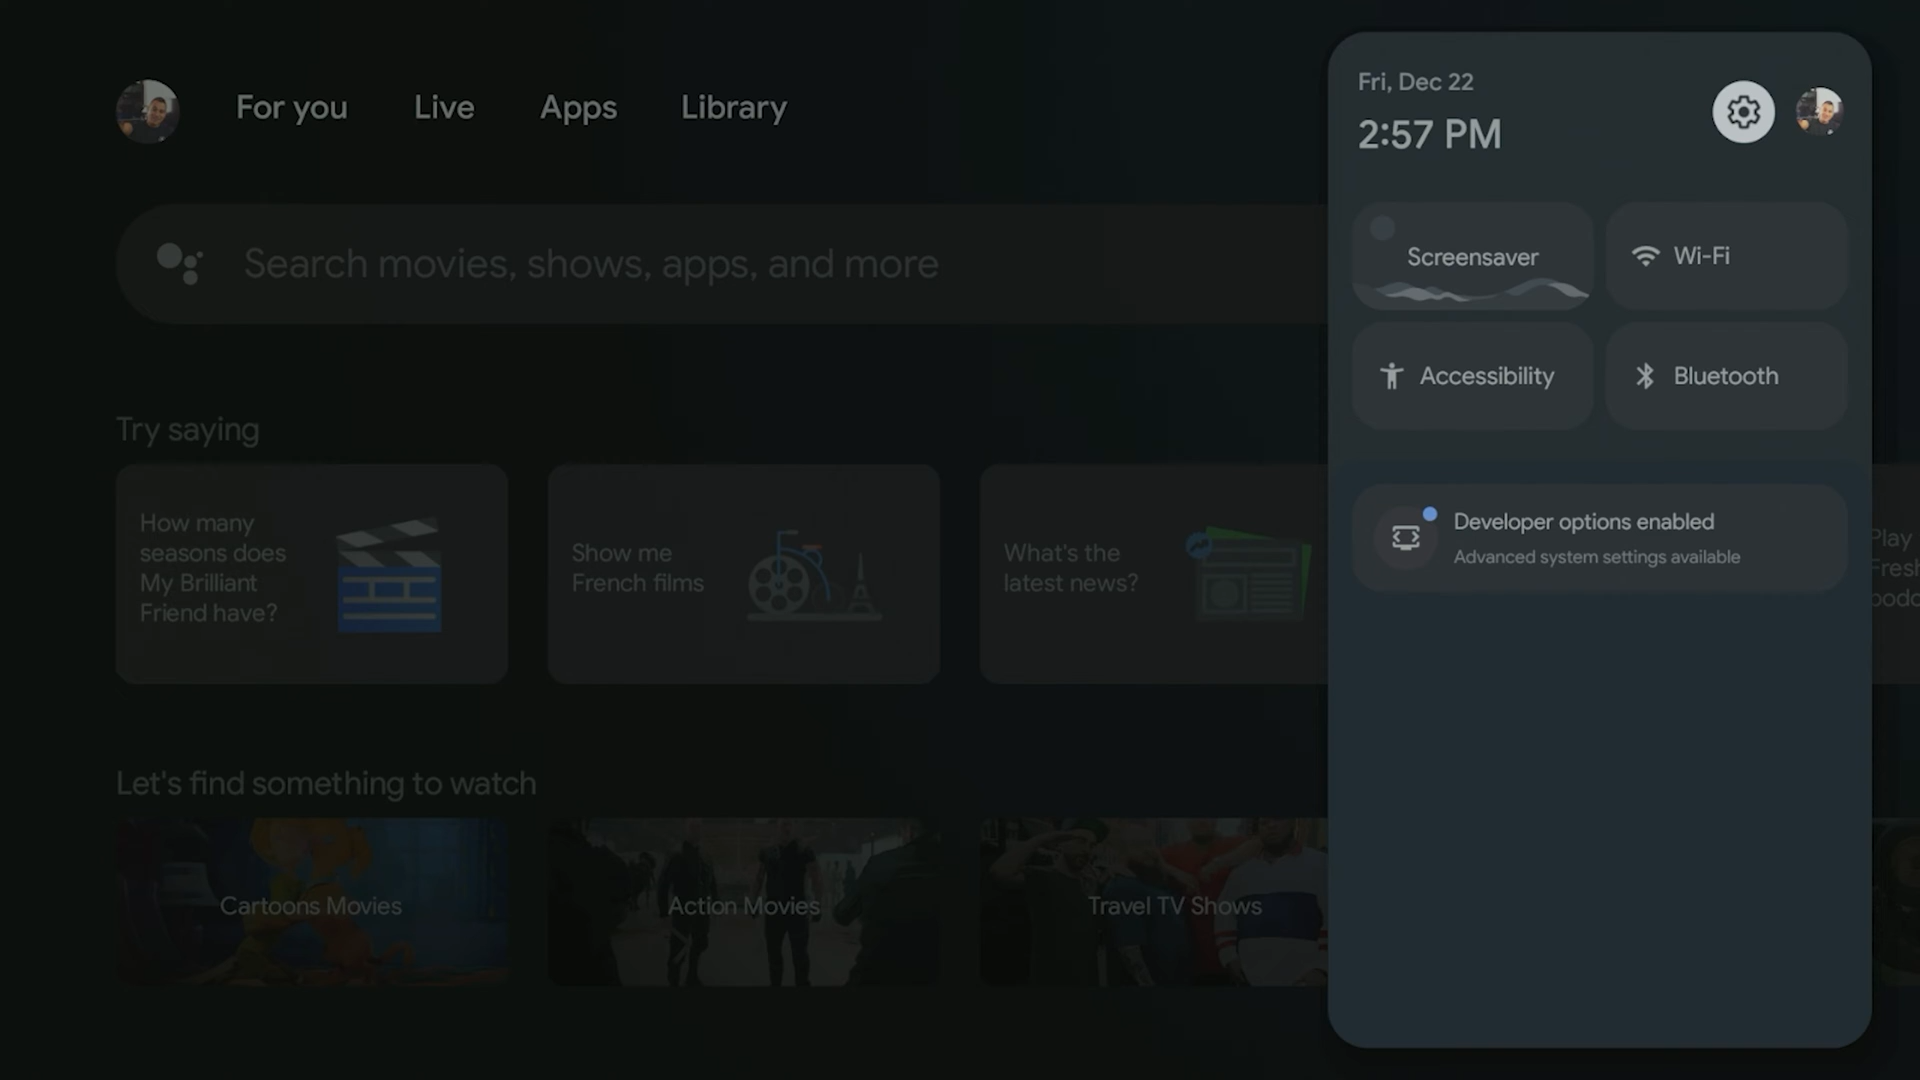 For you
Live
Apps
Library
Search movies, shows, apps, and more
Try saying
How many
seasons does
My Brilliant
Friend have?
Show me
French films
What's the
latest news?
Play
Let's find something to watch
Cartoons Movies
Action Movies
Travel TV Shows
Fri, Dec 22
2:57 PM
Screensaver
Wi-Fi
Accessibility
Bluetooth
Developer options enabled
Advanced system settings available